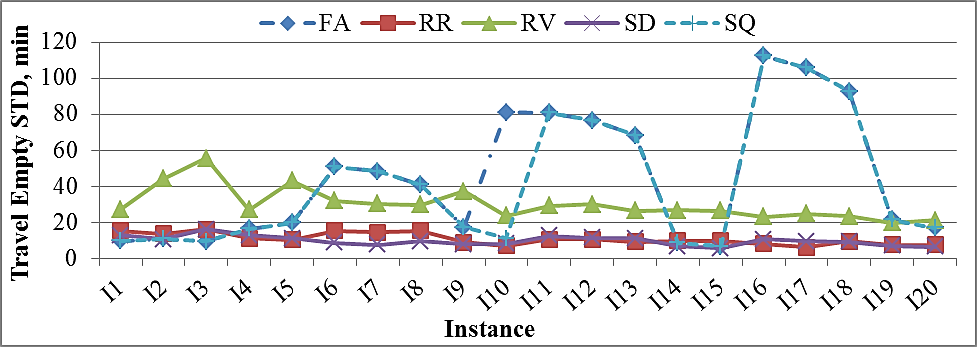 FA RR RV SD SQ
Travel Empty STD, min
120
100
80
60
40
20
0
I1 I2 I3 I4 I5 I6 I7 I8 I9 I10 I11 I12 I13 I14 I15 I16 I17 I18 I19 I20
Instance